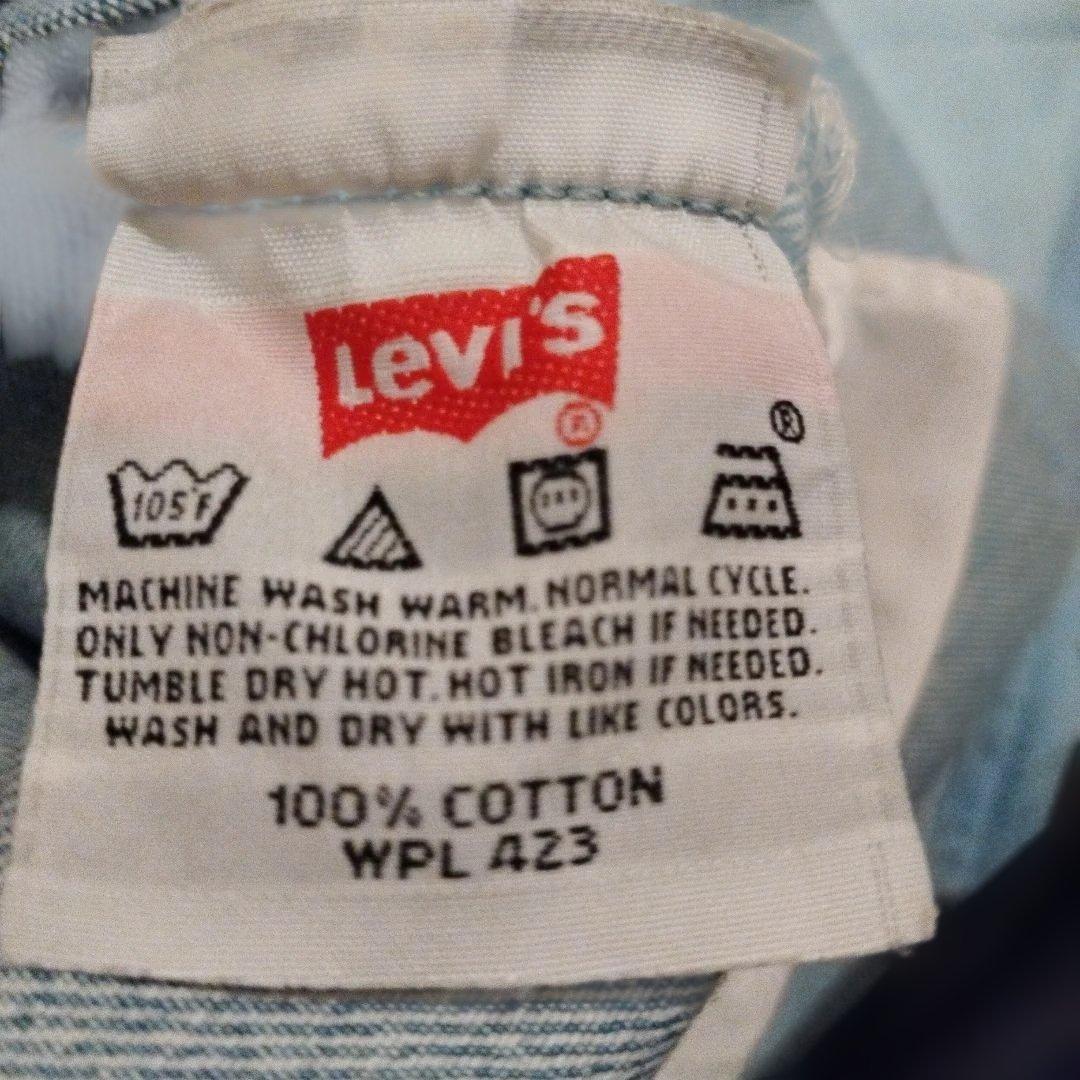 Levi's
®
®
105°F
MACHINE WASH WARM. NORMAL CYCLE.
ONLY NON-CHLORINE BLEACH IF NEEDED.
TUMBLE DRY HOT. HOT IRON IF NEEDED.
WASH AND DRY WITH LIKE COLORS.
100% COTTON
WPL 423